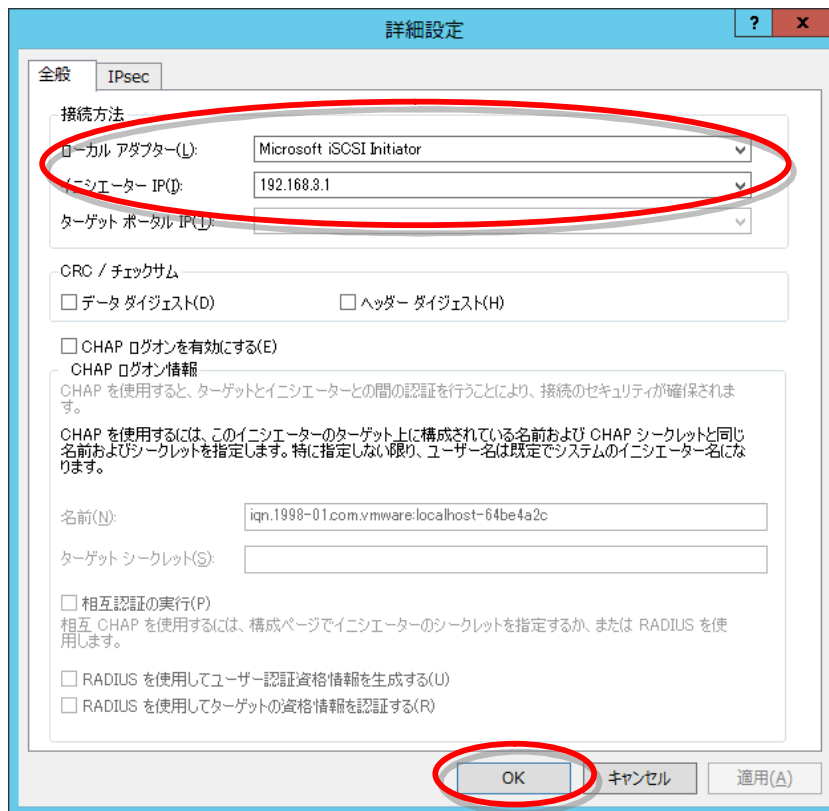 詳細設定
? x
全般 IPsec
接続方法
ローカル アダプター(L): Microsoft iSCSI Initiator
イニシエーター IP(I): 192.168.3.1
ターゲット ポータル IP(T):
CRC / チェックサム
データ ダイジェスト(D) ヘッダー ダイジェスト(H)
CHAP ログオンを有効にする(E)
CHAP ログオン情報
CHAP を使用すると、ターゲットとイニシエーターとの間の認証を行うことにより、接続のセキュリティが確保されま
す。
CHAP を使用するには、このイニシエーターのターゲット上に構成されている名前および CHAP シークレットと同じ
名前およびシークレットを指定します。特に指定しない限り、ユーザー名は既定でシステムのイニシエーター名にな
ります。
名前(N): iqn.1998-01.com.vmware:localhost-64be4a2c
ターゲット シークレット(S):
相互認証の実行(P)
相互 CHAP を使用するには、構成ページでイニシエーターのシークレットを指定するか、または RADIUS を使
用します。
RADIUS を使用してユーザー認証資格情報を生成する(U)
RADIUS を使用してターゲットの資格情報を認証する(R)
OK キャンセル 適用(A)